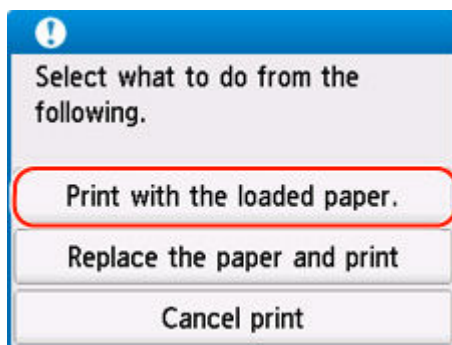 Select what to do from the
following.
Print with the loaded paper.
Replace the paper and print
Cancel print